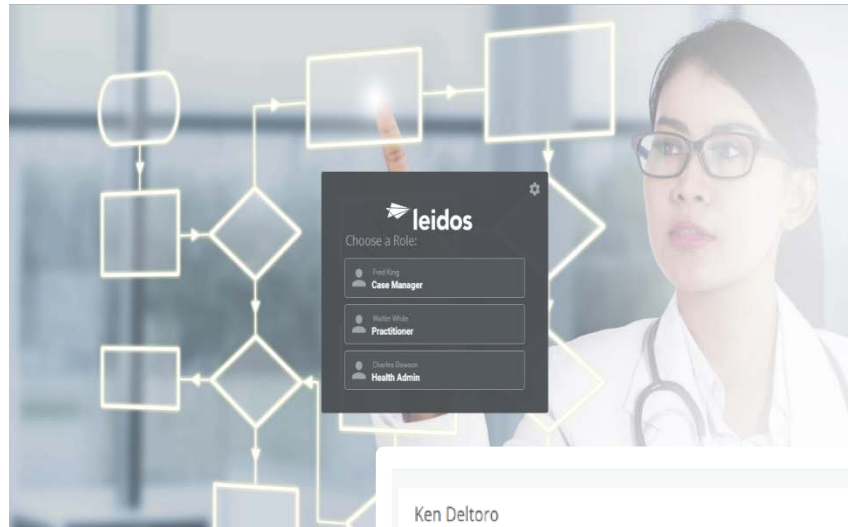 leidos
Choose a Role:
Fred King
Case Manager
Walter White
Practitioner
Charles Dawson
Health Admin
Ken Deltoro